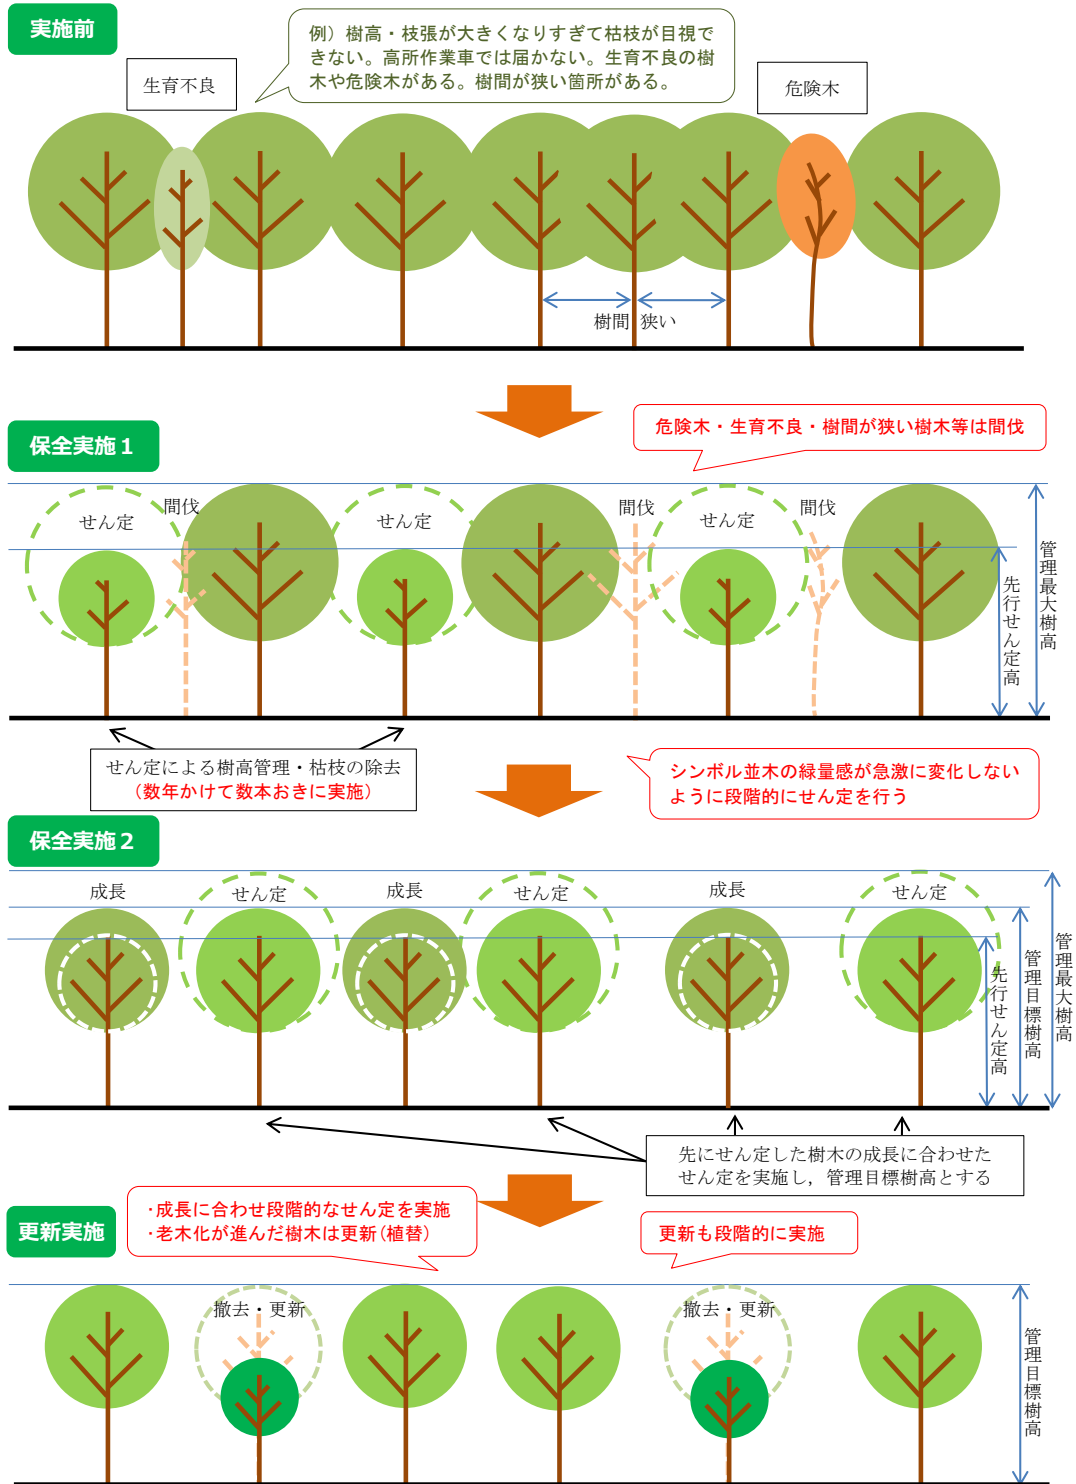 実施前
例）樹高・枝張が大きくなりすぎて枯枝が目視で
きない。高所作業車では届かない。生育不良の樹
木や危険木がある。樹間が狭い箇所がある。
生育不良
危険木
樹間 狭い
保全実施１
危険木・生育不良・樹間が狭い樹木等は間伐
せん定
間伐
せん定
間伐
せん定
間伐
先行せん定高
管理最大樹高
せん定による樹高管理・枯枝の除去
（数年かけて数本おきに実施）
シンボル並木の緑量感が急激に変化しない
ように段階的にせん定を行う
保全実施２
成長
せん定
成長
せん定
成長
せん定
先行せん定高
管理目標樹高
管理最大樹高
先にせん定した樹木の成長に合わせた
せん定を実施し，管理目標樹高とする
更新実施
・成長に合わせ段階的なせん定を実施
・老木化が進んだ樹木は更新（植替）
更新も段階的に実施
撤去・更新
撤去・更新
管理目標樹高